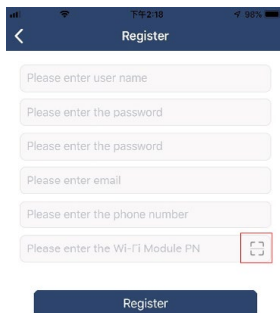 下午2:18
98%
Register
Please enter user name
Please enter the password
Please enter the password
Please enter email
Please enter the phone number
Please enter the Wi-Fi Module PN
Register